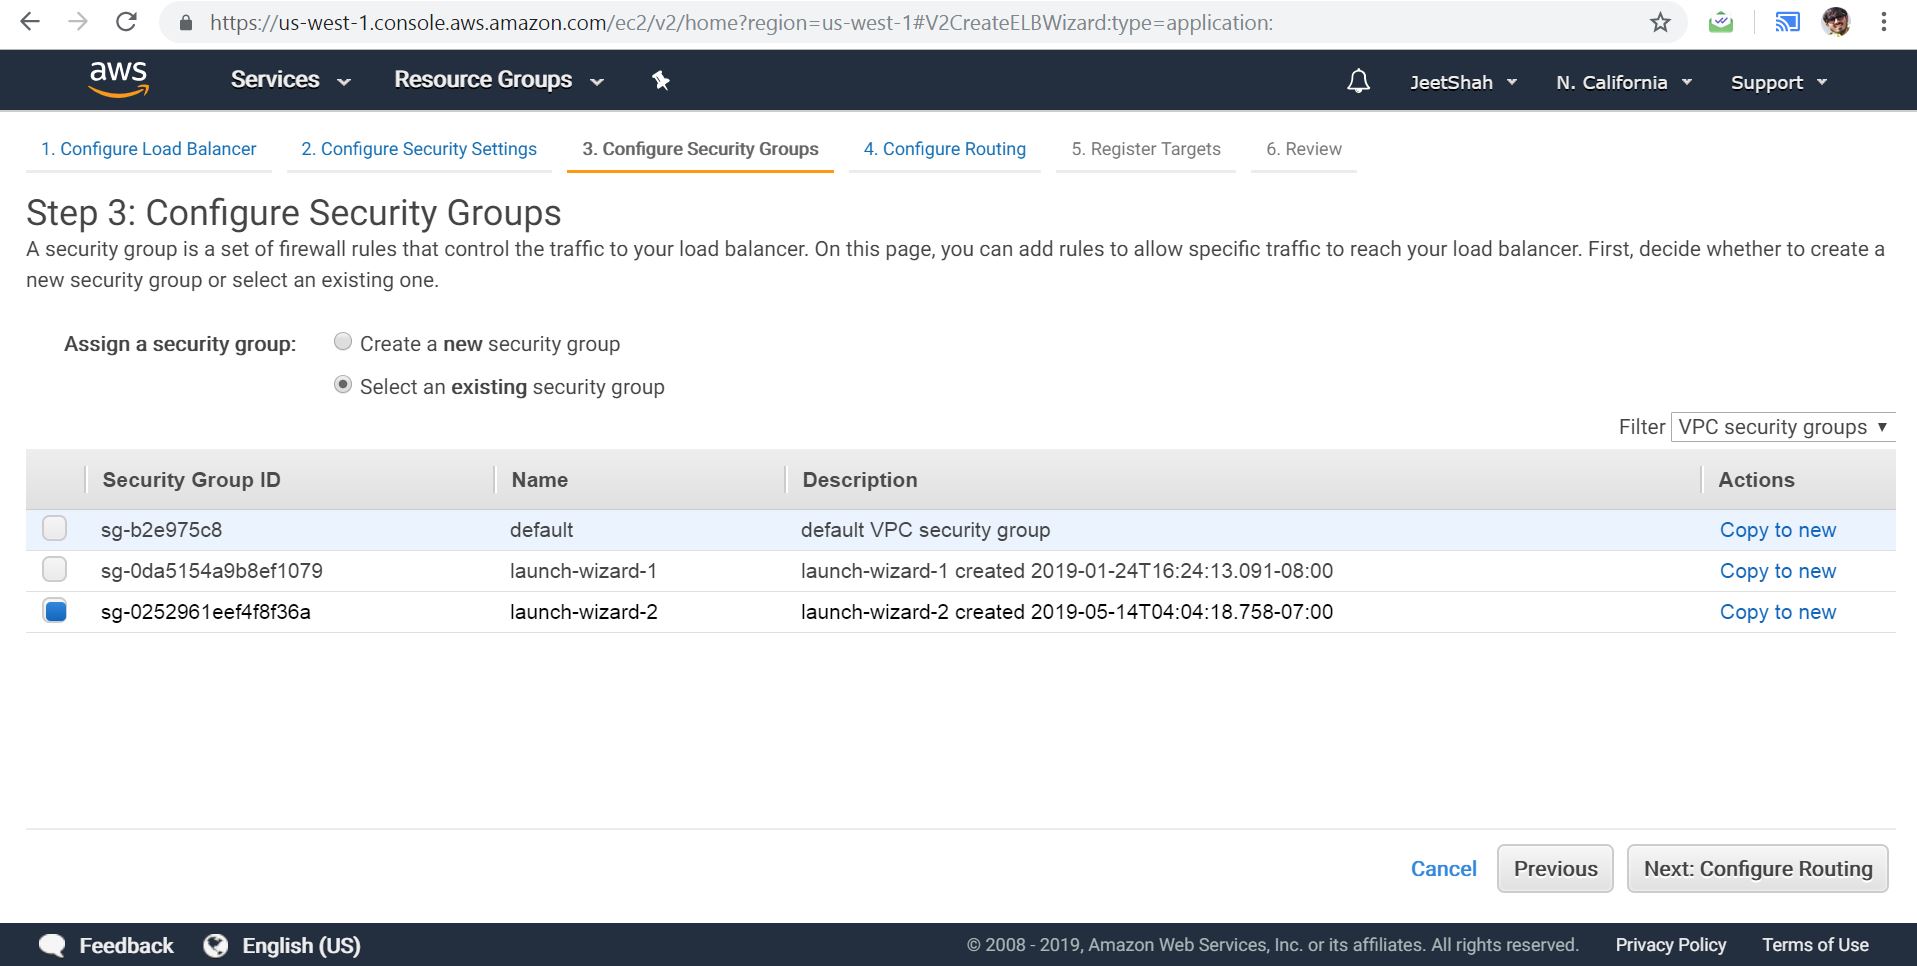 https://us-west-1.console.aws.amazon.com/ec2/v2/home?region=us-west-1#V2CreateELBWizard:type=application:
aws Services Resource Groups JeetShah N. California Support
1. Configure Load Balancer 2. Configure Security Settings 3. Configure Security Groups 4. Configure Routing 5. Register Targets 6. Review
Step 3: Configure Security Groups
A security group is a set of firewall rules that control the traffic to your load balancer. On this page, you can add rules to allow specific traffic to reach your load balancer. First, decide whether to create a
new security group or select an existing one.
Assign a security group: Create a new security group
Select an existing security group
Filter VPC security groups
Security Group ID Name Description Actions
sg-b2e975c8 default default VPC security group Copy to new
sg-0da5154a9b8ef1079 launch-wizard-1 launch-wizard-1 created 2019-01-24T16:24:13.091-08:00 Copy to new
sg-0252961eef4f8f36a launch-wizard-2 launch-wizard-2 created 2019-05-14T04:04:18.758-07:00 Copy to new
Cancel Previous Next: Configure Routing
Feedback English (US) © 2008 - 2019, Amazon Web Services, Inc. or its affiliates. All rights reserved. Privacy Policy Terms of Use